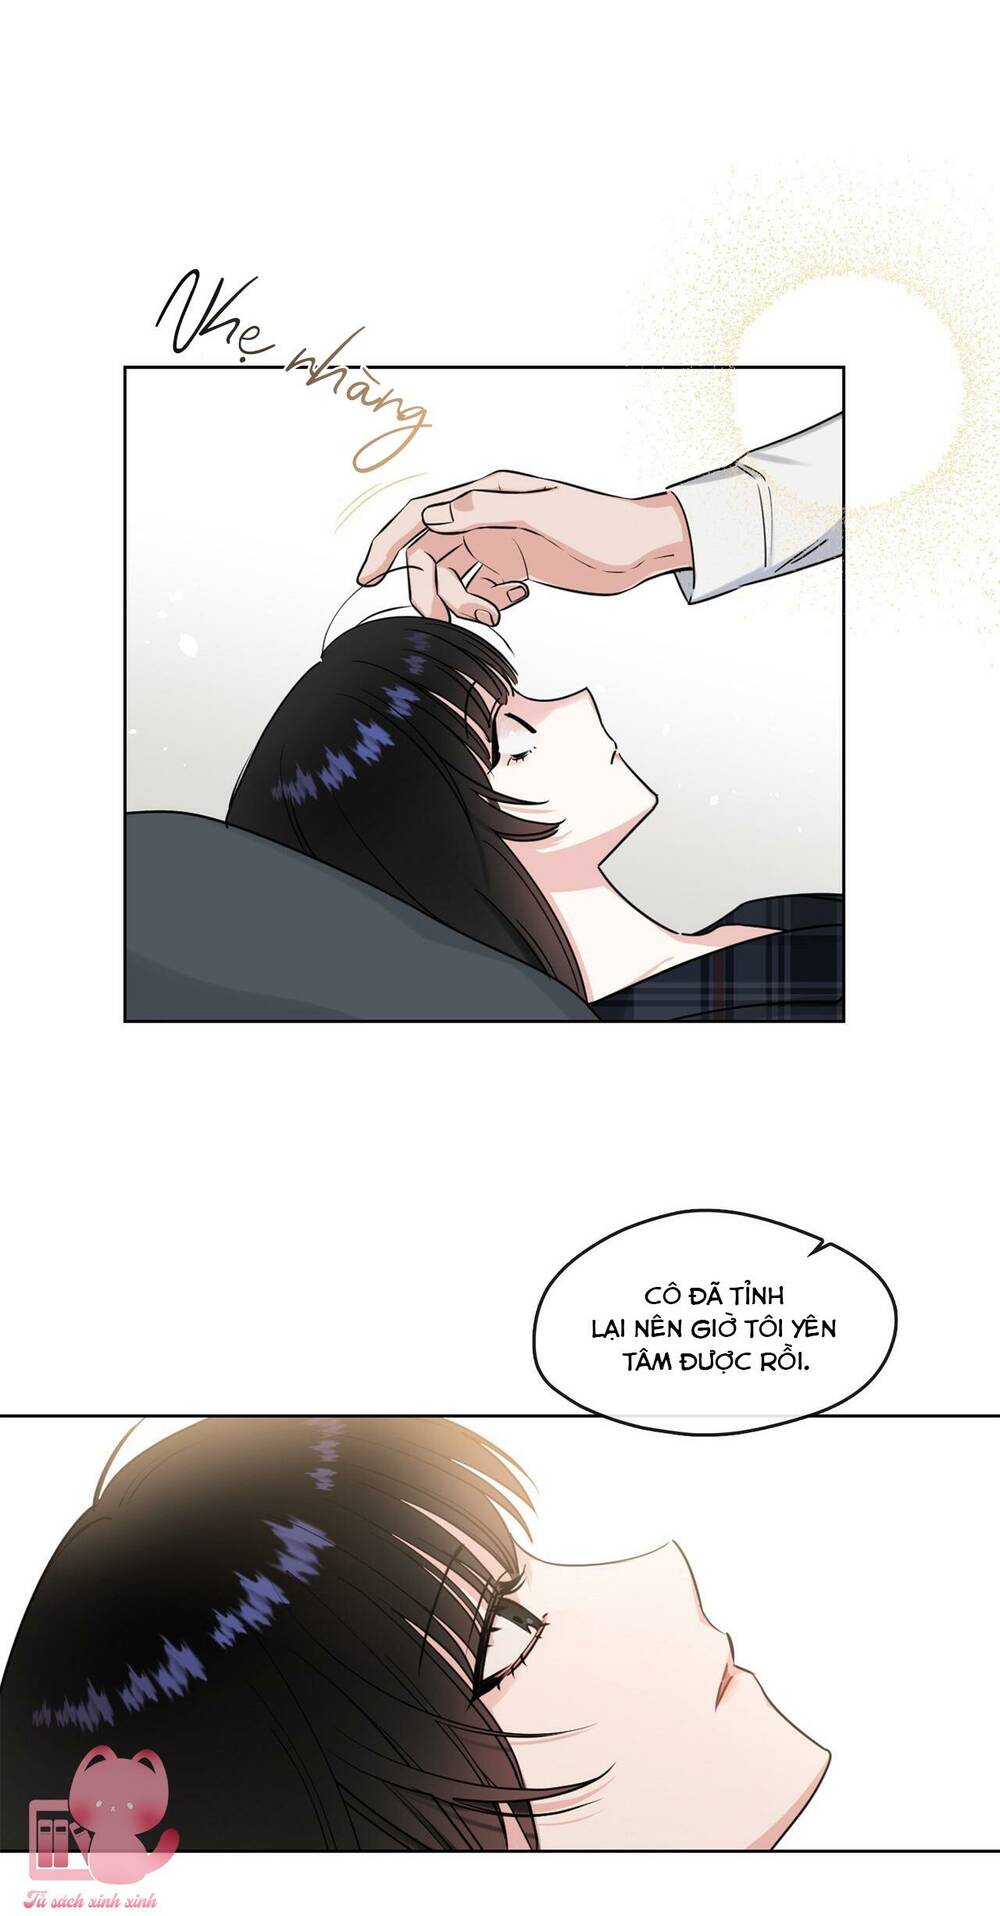 Nhẹ nhàng
CÔ ĐÃ TỈNH
LẠI NÊN GIỜ TÔI YÊN
TÂM ĐƯỢC RỒI.
Tủ sách xinh xinh